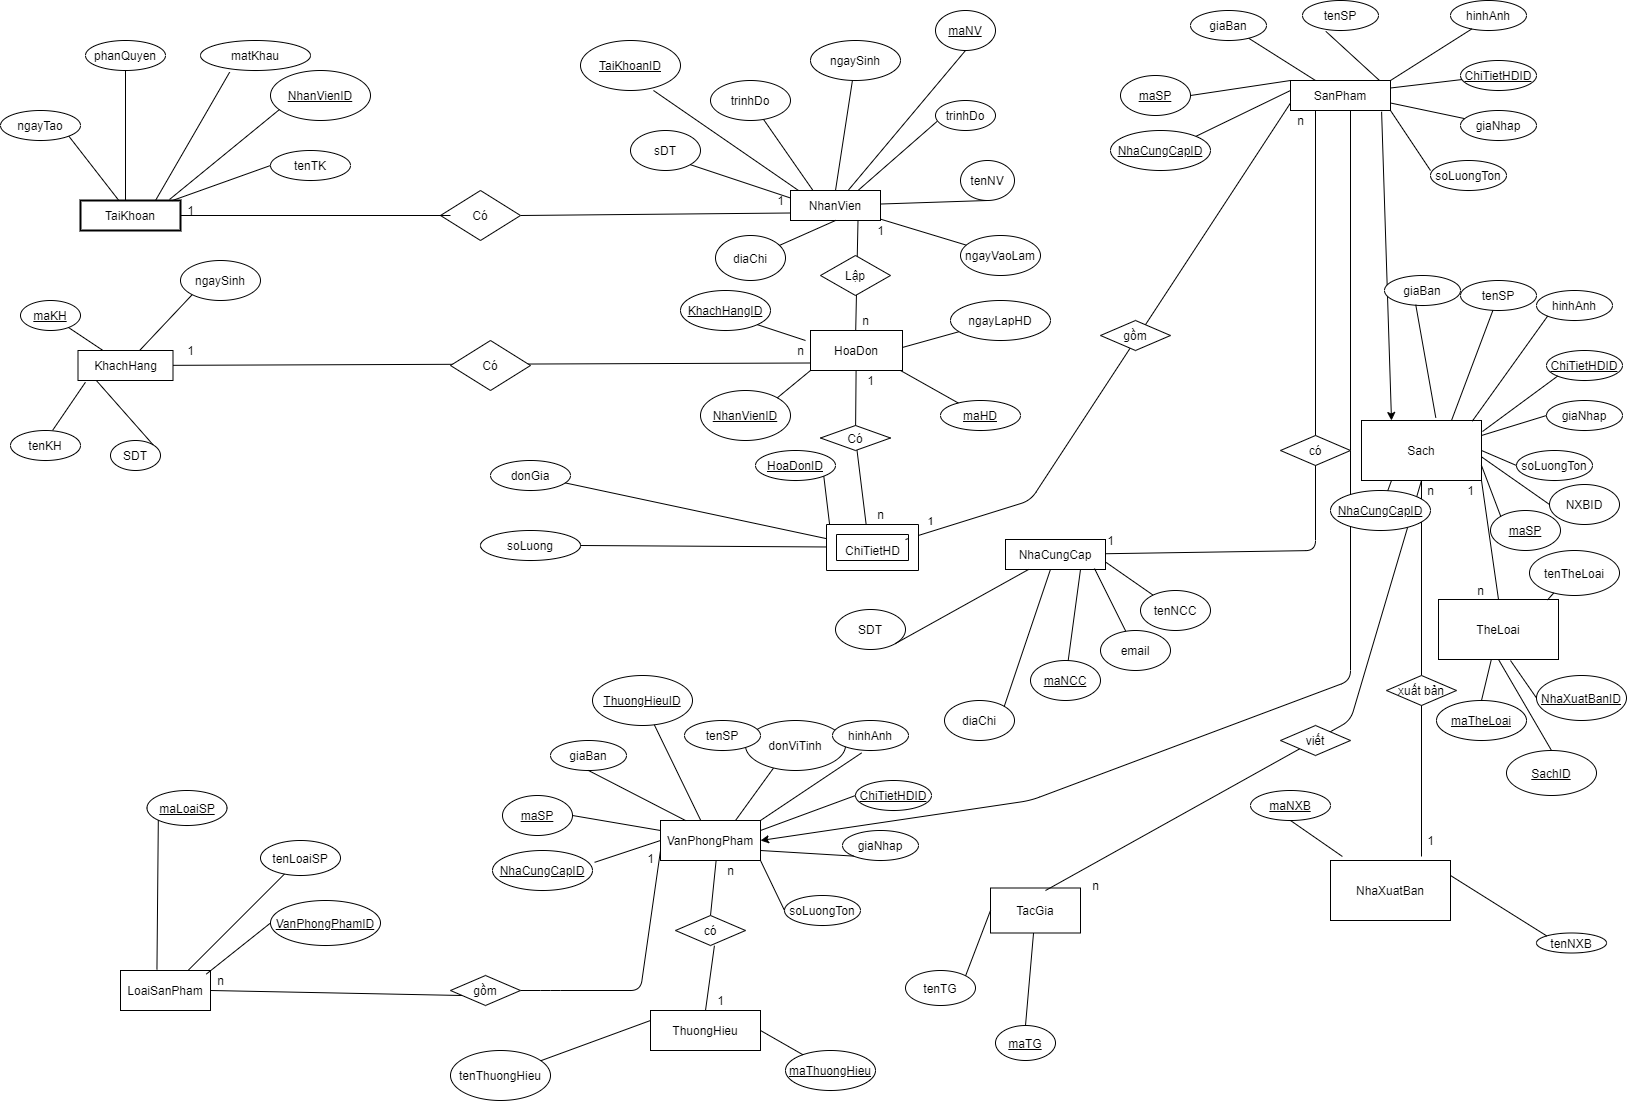 phanQuyen
matKhau
NhanVienID
ngayTao
tenTK
TaiKhoan
1
Có
TaiKhoanID
trinhDo
ngaySinh
maNV
trinhDo
sDT
tenNV
1
NhanVien
1
diaChi
ngayVaoLam
Lập
n
giaBan
tenSP
hinhAnh
maSP
SanPham
ChiTietHDID
n
giaNhap
NhaCungCapID
soLuongTon
ngaySinh
maKH
KhachHang
1
tenKH
SDT
Có
KhachHangID
ngayLapHD
n
HoaDon
1
NhanVienID
maHD
Có
HoaDonID
donGia
soLuong
n
1
ChiTietHD
1
gồm
có
giaBan
tenSP
hinhAnh
ChiTietHDID
giaNhap
Sach
soLuongTon
n
1
NXBID
NhaCungCapID
maSP
NhaCungCap
1
SDT
tenNCC
email
maNCC
diaChi
tenTheLoai
n
TheLoai
xuất bản
NhaXuatBanID
maTheLoai
viết
SachID
ThuongHieuID
tenSP
donViTinh
hinhAnh
giaBan
ChiTietHDID
maSP
VanPhongPham
giaNhap
1
n
NhaCungCapID
soLuongTon
có
maLoaiSP
tenLoaiSP
VanPhongPhamID
LoaiSanPham
n
gồm
1
ThuongHieu
tenThuongHieu
maThuongHieu
maNXB
1
NhaXuatBan
tenNXB
n
TacGia
tenTG
maTG